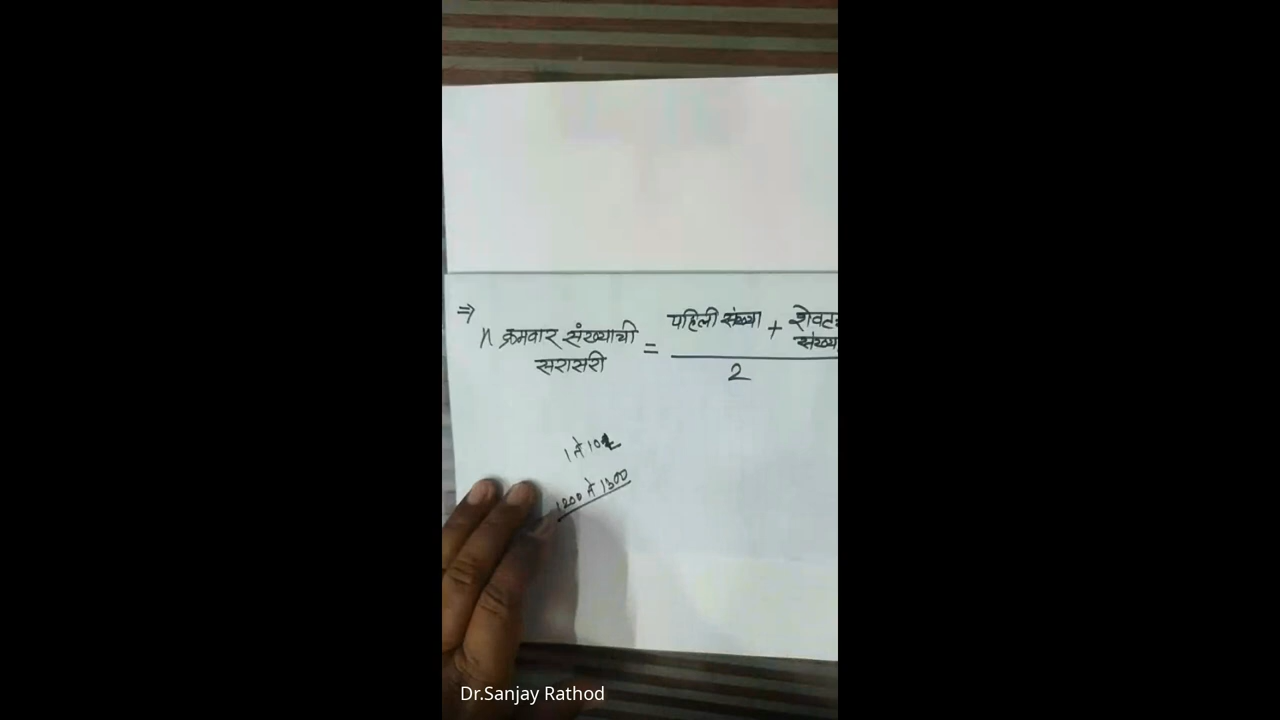 ⇒
n क्रमवार संख्याची = पहिली संख्या + शेवट
सरासरी
संख्या
2
1 ते 10
1200 ते 1300
Dr.Sanjay Rathod